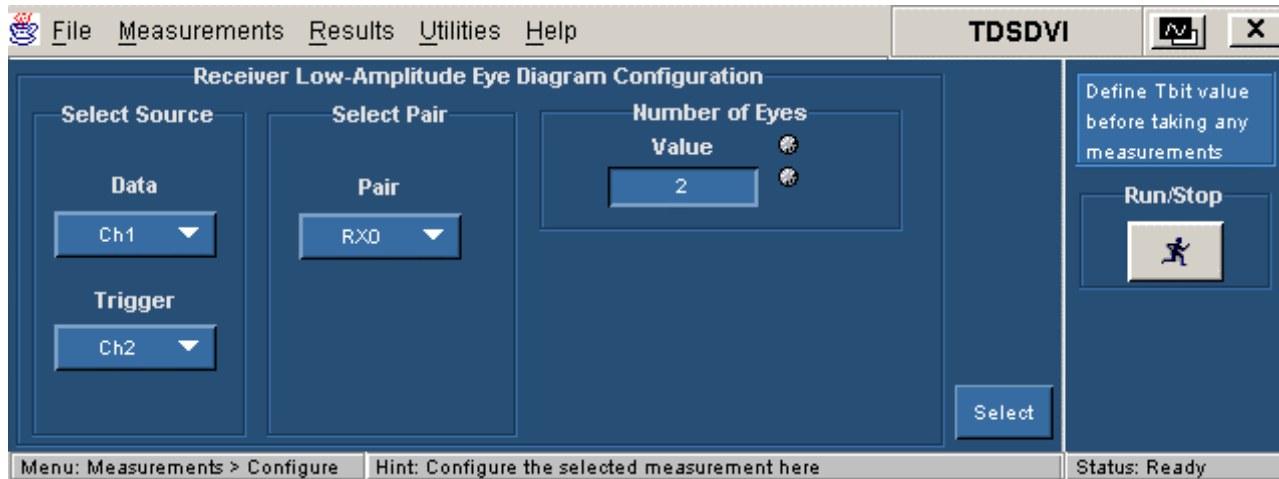 File Measurements Results Utilities Help TDSDVI X
Receiver Low-Amplitude Eye Diagram Configuration
Select Source
Data
Ch1
Trigger
Ch2
Select Pair
Pair
RX0
Number of Eyes
Value
2
Select
Define Tbit value
before taking any
measurements
Run/Stop
Menu: Measurements > Configure
Hint: Configure the selected measurement here
Status: Ready